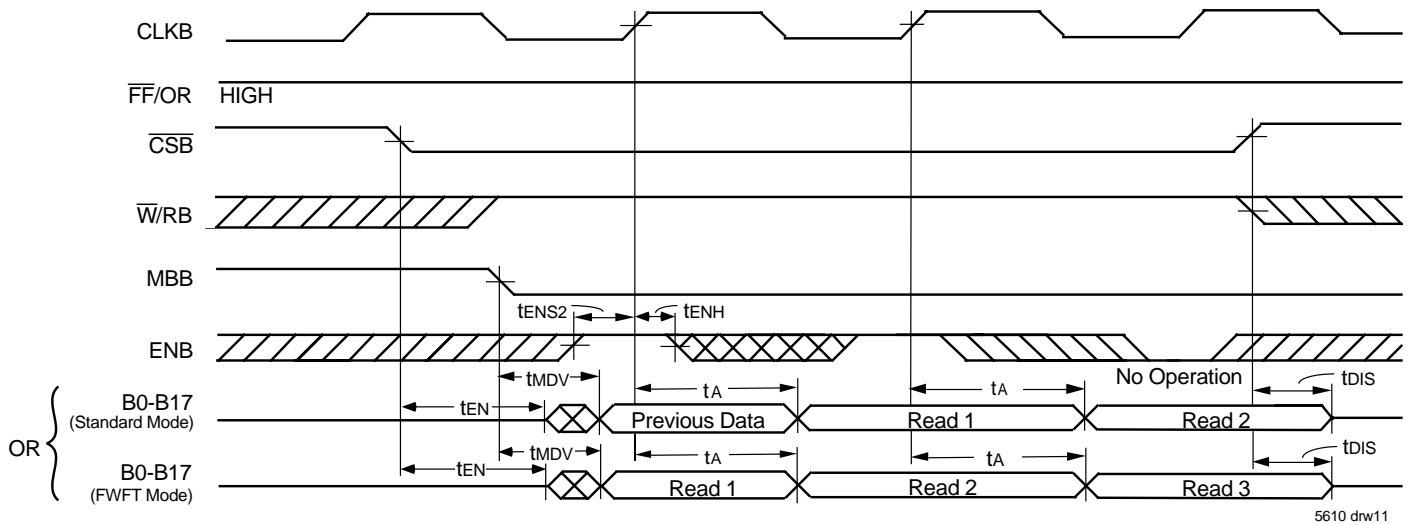 CLKB
FF/OR HIGH
CSB
W/RB
MBB
tENS2 tENH
ENB
No Operation
tMDV tA tA tDIS
B0-B17
(Standard Mode)
tEN Previous Data Read 1 Read 2
OR
tMDV tA tA tDIS
B0-B17
(FWFT Mode)
tEN Read 1 Read 2 Read 3
5610 drw11